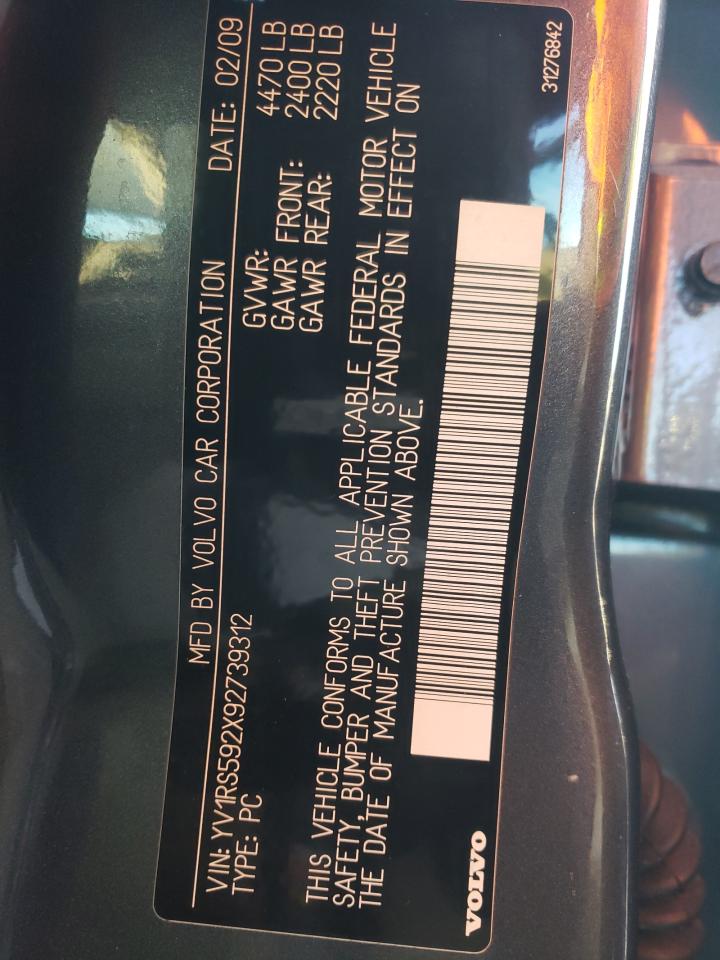 MFD BY VOLVO CAR CORPORATION DATE: 02/09
VIN: YV1RS592X92739312
TYPE: PC
GVWR: 4470 LB
GAWR FRONT: 2400 LB
GAWR REAR: 2220 LB
THIS VEHICLE CONFORMS TO ALL APPLICABLE FEDERAL MOTOR VEHICLE
SAFETY, BUMPER AND THEFT PREVENTION STANDARDS IN EFFECT ON
THE DATE OF MANUFACTURE SHOWN ABOVE.
VOLVO
31276842